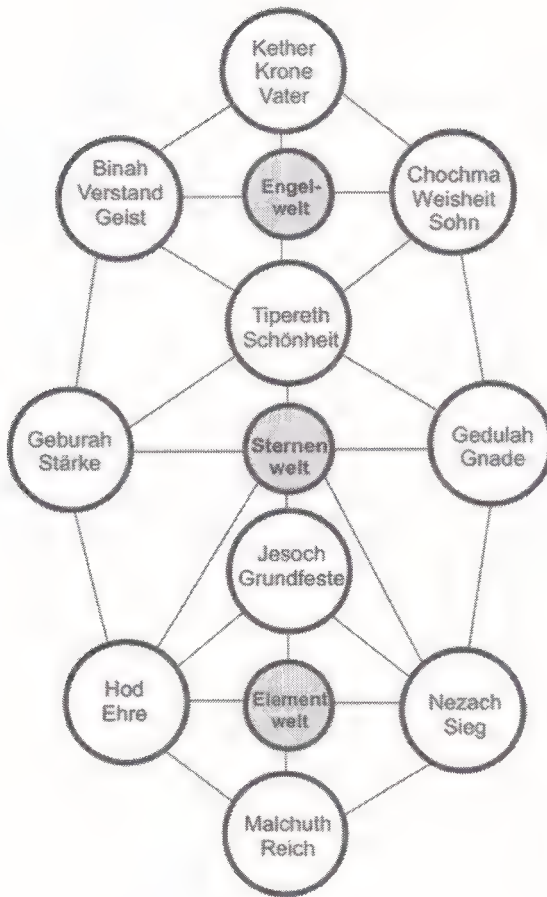 Kether
Krone
Vater
Binah
Verstand
Geist
Engel-
welt
Chochma
Weisheit
Sohn
Tipereth
Schönheit
Geburah
Stärke
Sternen
welt
Gedulah
Gnade
Jesoch
Grundfeste
Hod
Ehre
Element
welt
Nezach
Sieg
Malchuth
Reich